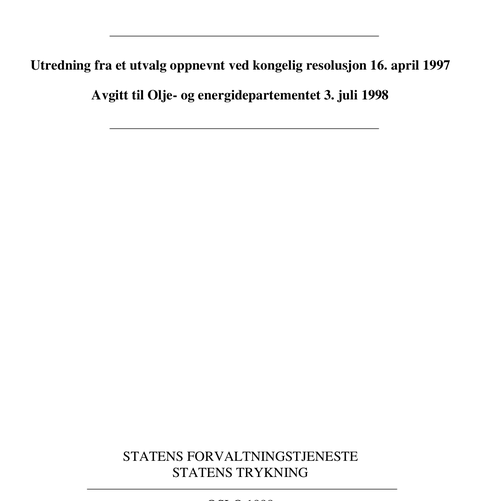 Utredning fra et utvalg oppnevnt ved kongelig resolusjon 16. april 1997
Avgitt til Olje- og energidepartementet 3. juli 1998
STATENS FORVALTNINGSTJENESTE
STATENS TRYKNING